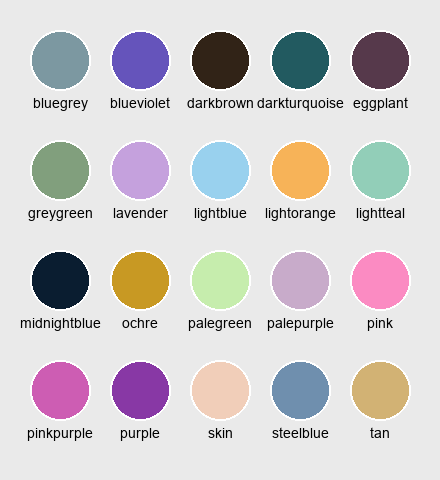 bluegrey blueviolet darkbrown darkturquoise eggplant
greygreen lavender lightblue lightorange lightteal
midnightblue ochre palegreen palepurple pink
pinkpurple purple skin steelblue tan